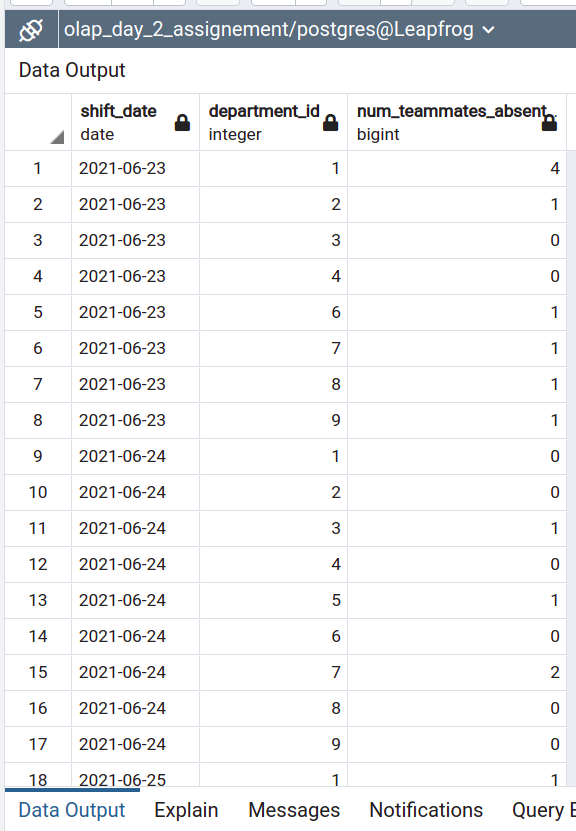 olap_day_2_assignement/postgres@Leapfrog
Data Output
shift_date department_id num_teammates_absent..
date integer bigint
1 2021-06-23 1 4
2 2021-06-23 2 1
3 2021-06-23 3 0
4 2021-06-23 4 0
5 2021-06-23 6 1
6 2021-06-23 7 1
7 2021-06-23 8 1
8 2021-06-23 9 1
9 2021-06-24 1 0
10 2021-06-24 2 0
11 2021-06-24 3 1
12 2021-06-24 4 0
13 2021-06-24 5 1
14 2021-06-24 6 0
15 2021-06-24 7 2
16 2021-06-24 8 0
17 2021-06-24 9 0
18 2021-06-25 1 1
Data Output Explain Messages Notifications Query E